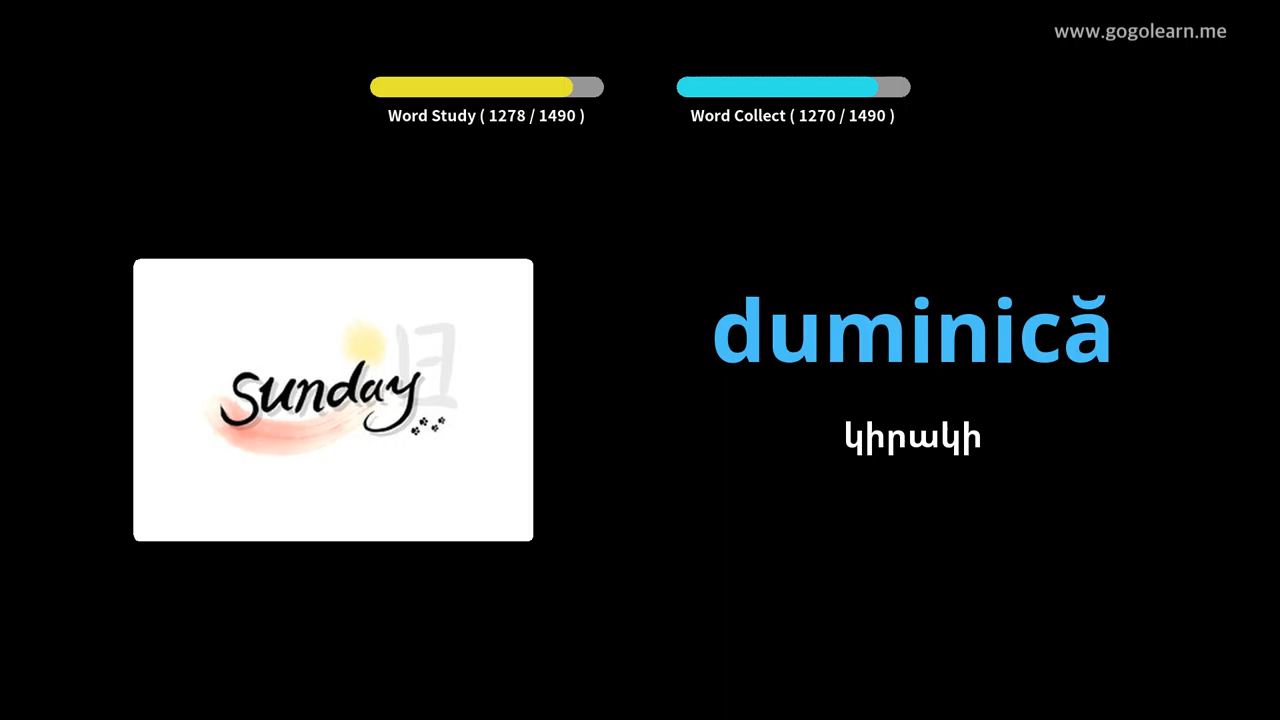 www.gogolearn.me
Word Study ( 1278 / 1490 )
Word Collect ( 1270 / 1490 )
Sunday
duminică
կիրակի